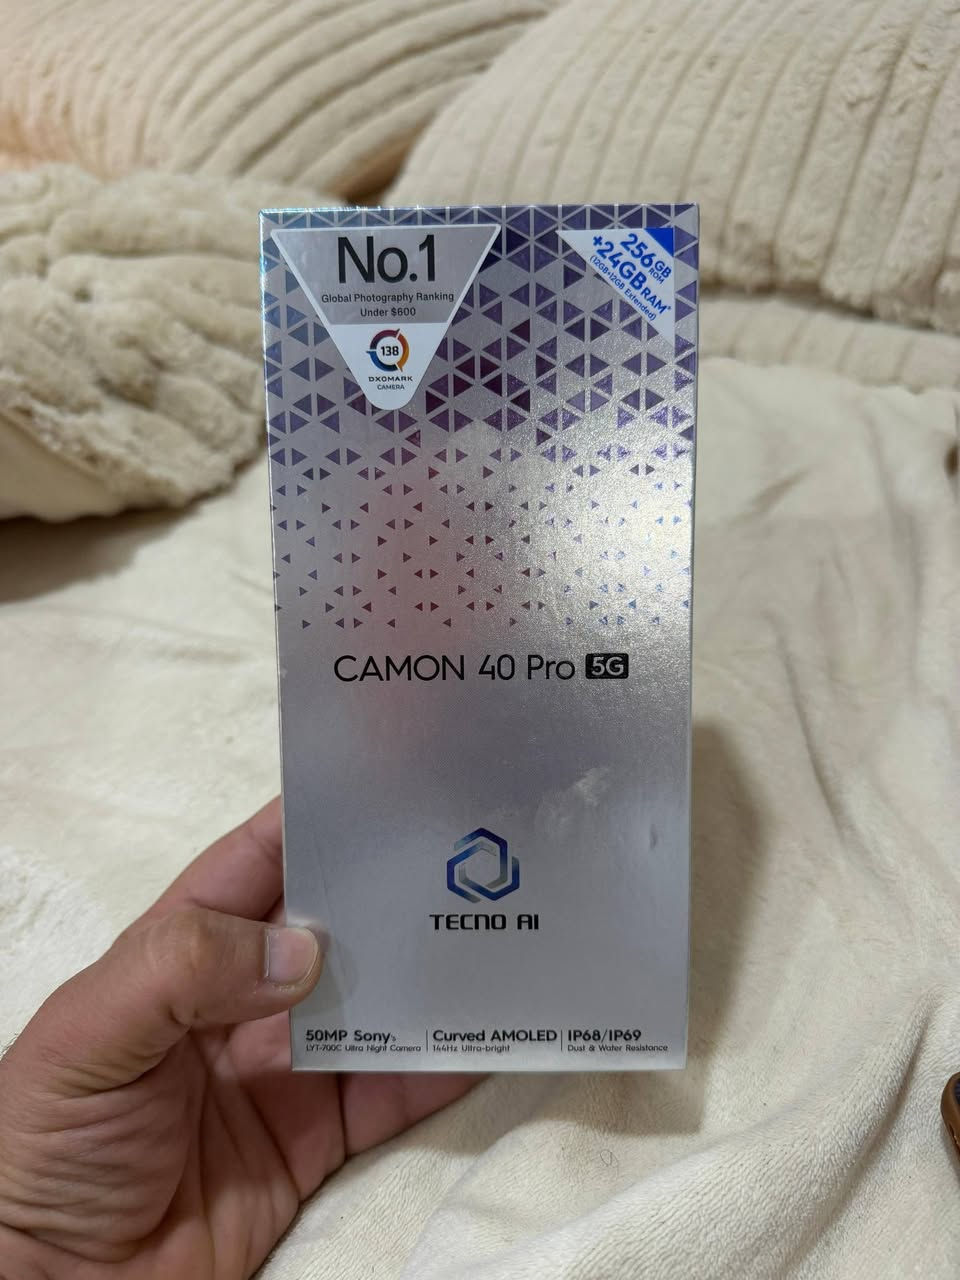 No.1
Global Photography Ranking
Under $600
138
DXOMARK
CAMERA
256GB
ROM
+24GB RAM*
(12GB+12GB Extended)
CAMON 40 Pro 5G
TECNO AI
50MP Sony's
LYT-700C Ultra Night Camera
Curved AMOLED
144Hz Ultra-bright
IP68/IP69
Dust & Water Resistance